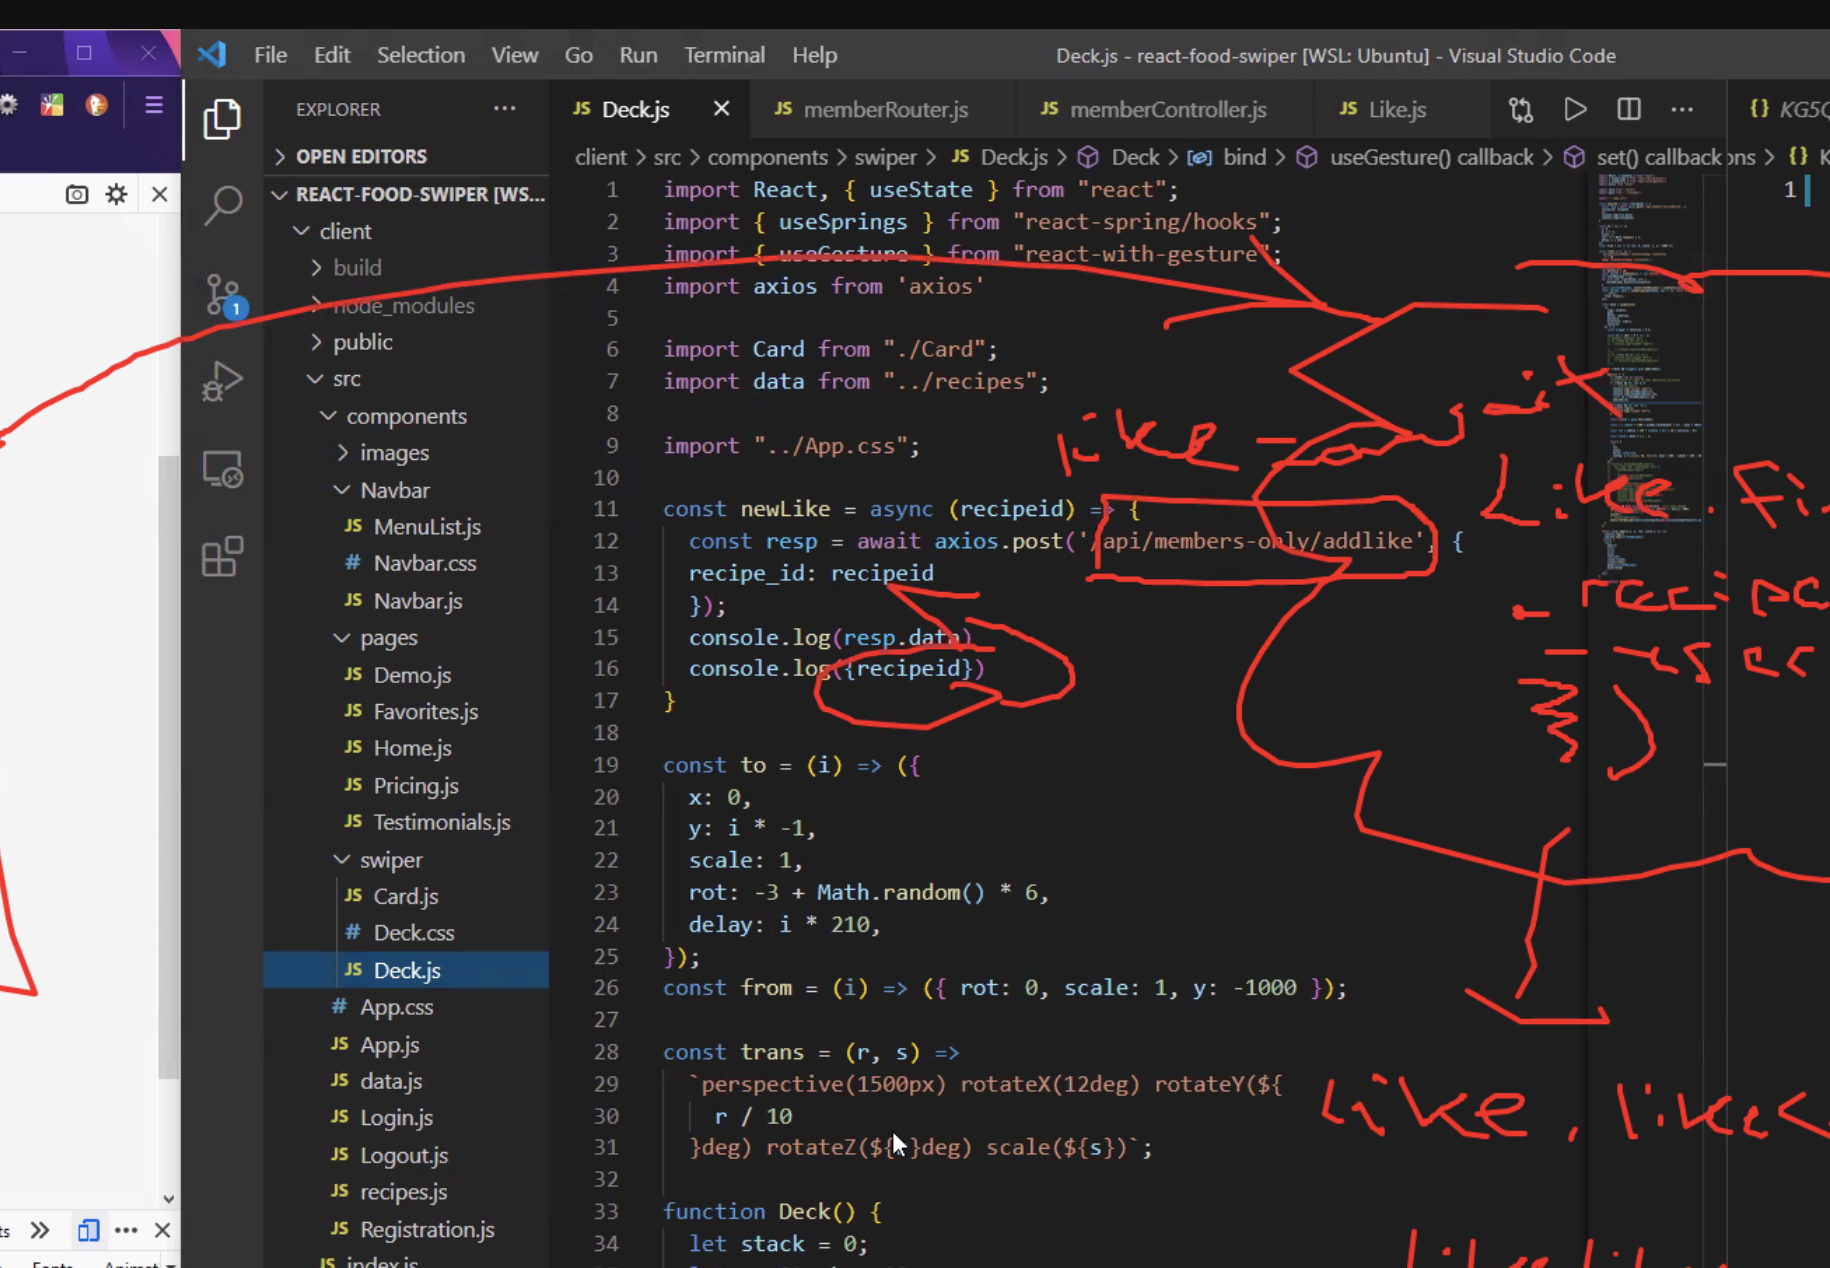 File Edit Selection View Go Run Terminal Help
Deck.js - react-food-swiper [WSL: Ubuntu] - Visual Studio Code
EXPLORER
OPEN EDITORS
REACT-FOOD-SWIPER [WS...
client
build
node_modules
public
src
components
images
Navbar
JS MenuList.js
# Navbar.css
JS Navbar.js
pages
JS Demo.js
JS Favorites.js
JS Home.js
JS Pricing.js
JS Testimonials.js
swiper
JS Card.js
# Deck.css
JS Deck.js
# App.css
JS App.js
JS data.js
JS Login.js
JS Logout.js
JS recipes.js
JS Registration.js
JS index.js
1
JS Deck.js JS memberRouter.js JS memberController.js JS Like.js {} KG5Q
client > src > components > swiper > JS Deck.js > Deck > bind > useGesture() callback > set() callback ons > {} K
1 import React, { useState } from "react";
2 import { useSprings } from "react-spring/hooks";
3 import { useGesture } from "react-with-gesture";
4 import axios from 'axios'
5
6 import Card from "./Card";
7 import data from "../recipes";
8
9 import "../App.css";
10
11 const newLike = async (recipeid) => {
12 const resp = await axios.post('/api/members-only/addlike', {
13 recipe_id: recipeid
14 });
15 console.log(resp.data)
16 console.log({recipeid})
17 }
18
19 const to = (i) => ({
20 x: 0,
21 y: i * -1,
22 scale: 1,
23 rot: -3 + Math.random() * 6,
24 delay: i * 210,
25 });
26 const from = (i) => ({ rot: 0, scale: 1, y: -1000 });
27
28 const trans = (r, s) =>
29 `perspective(1500px) rotateX(12deg) rotateY(${
30 r / 10
31 }deg) rotateZ(${ }deg) scale(${s})`;
32
33 function Deck() {
34 let stack = 0;
1
like
Like. Fi
- recipe
- user
)
like, like
ts
Fonts Animat